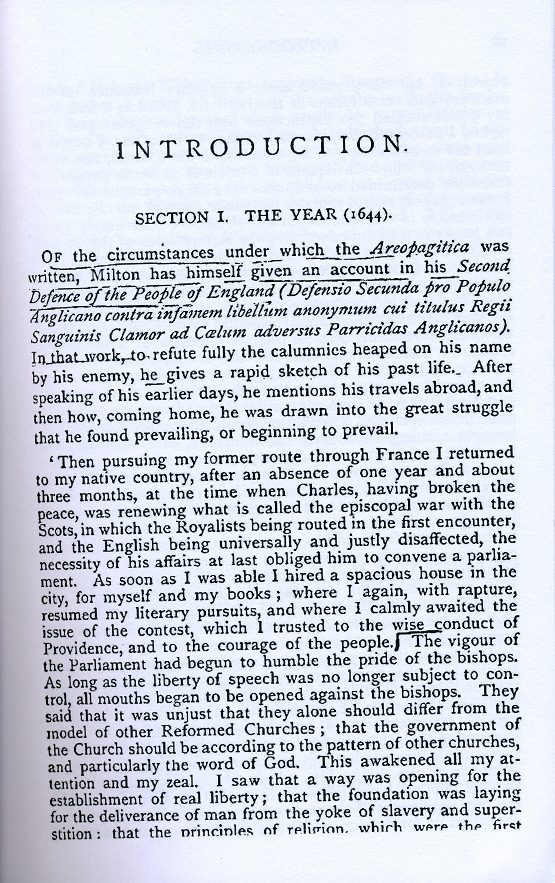 INTRODUCTION.
SECTION I. THE YEAR (1644).
OF the circumstances under which the Areopagitica was
written, Milton has himself given an account in his Second
Defence of the People of England (Defensio Secunda pro Populo
Anglicano contra infamem libellum anonymum cui titulus Regii
Sanguinis Clamor ad Cœlum adversus Parricidas Anglicanos).
In that work, to refute fully the calumnies heaped on his name
by his enemy, he gives a rapid sketch of his past life. After
speaking of his earlier days, he mentions his travels abroad, and
then how, coming home, he was drawn into the great struggle
that he found prevailing, or beginning to prevail.
‘Then pursuing my former route through France I returned
to my native country, after an absence of one year and about
three months, at the time when Charles, having broken the
peace, was renewing what is called the episcopal war with the
Scots, in which the Royalists being routed in the first encounter,
and the English being universally and justly disaffected, the
necessity of his affairs at last obliged him to convene a parlia-
ment. As soon as I was able I hired a spacious house in the
city, for myself and my books; where I again, with rapture,
resumed my literary pursuits, and where I calmly awaited the
issue of the contest, which I trusted to the wise conduct of
Providence, and to the courage of the people. The vigour of
the Parliament had begun to humble the pride of the bishops.
As long as the liberty of speech was no longer subject to con-
trol, all mouths began to be opened against the bishops. They
said that it was unjust that they alone should differ from the
model of other Reformed Churches; that the government of
the Church should be according to the pattern of other churches,
and particularly the word of God. This awakened all my at-
tention and my zeal. I saw that a way was opening for the
establishment of real liberty; that the foundation was laying
for the deliverance of man from the yoke of slavery and super-
stition; that the principles of religion, which were the first